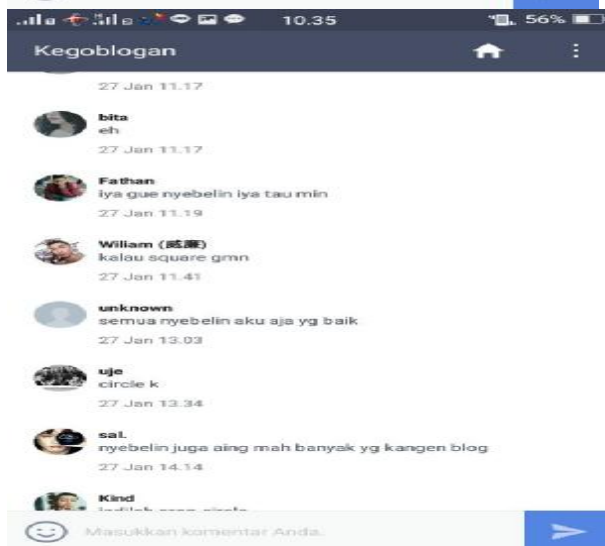 10.35
56%
Kegoblogan
27 Jan 11.17
bita
eh
27 Jan 11.17
Fathan
iya gue nyebelin iya tau min
27 Jan 11.19
Wiliam (威廉)
kalau square gmn
27 Jan 11.41
unknown
semua nyebelin aku aja yg baik
27 Jan 13.03
uje
circle k
27 Jan 13.34
sal.
nyebelin juga aing mah banyak yg kangen blog
27 Jan 14.14
Kind
Masukkan komentar Anda.